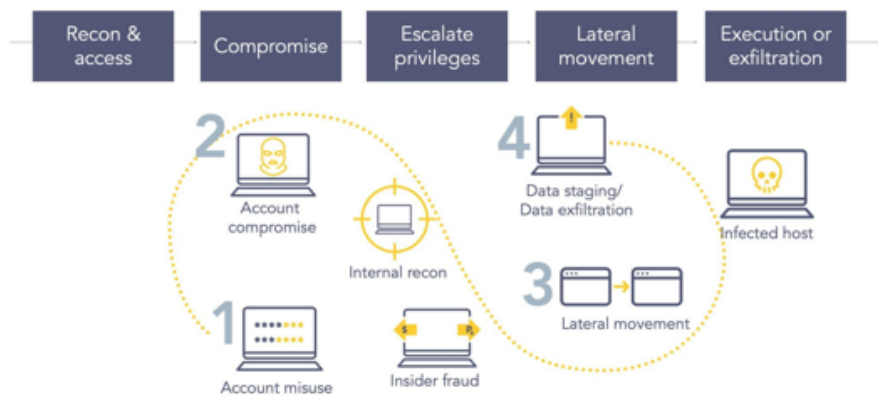 Recon &
access
Compromise
Escalate
privileges
Lateral
movement
Execution or
exfiltration
2
Account
compromise
4
!
Data staging/
Data exfiltration
Infected host
Internal recon
3
Lateral movement
1
Account misuse
$
Insider fraud